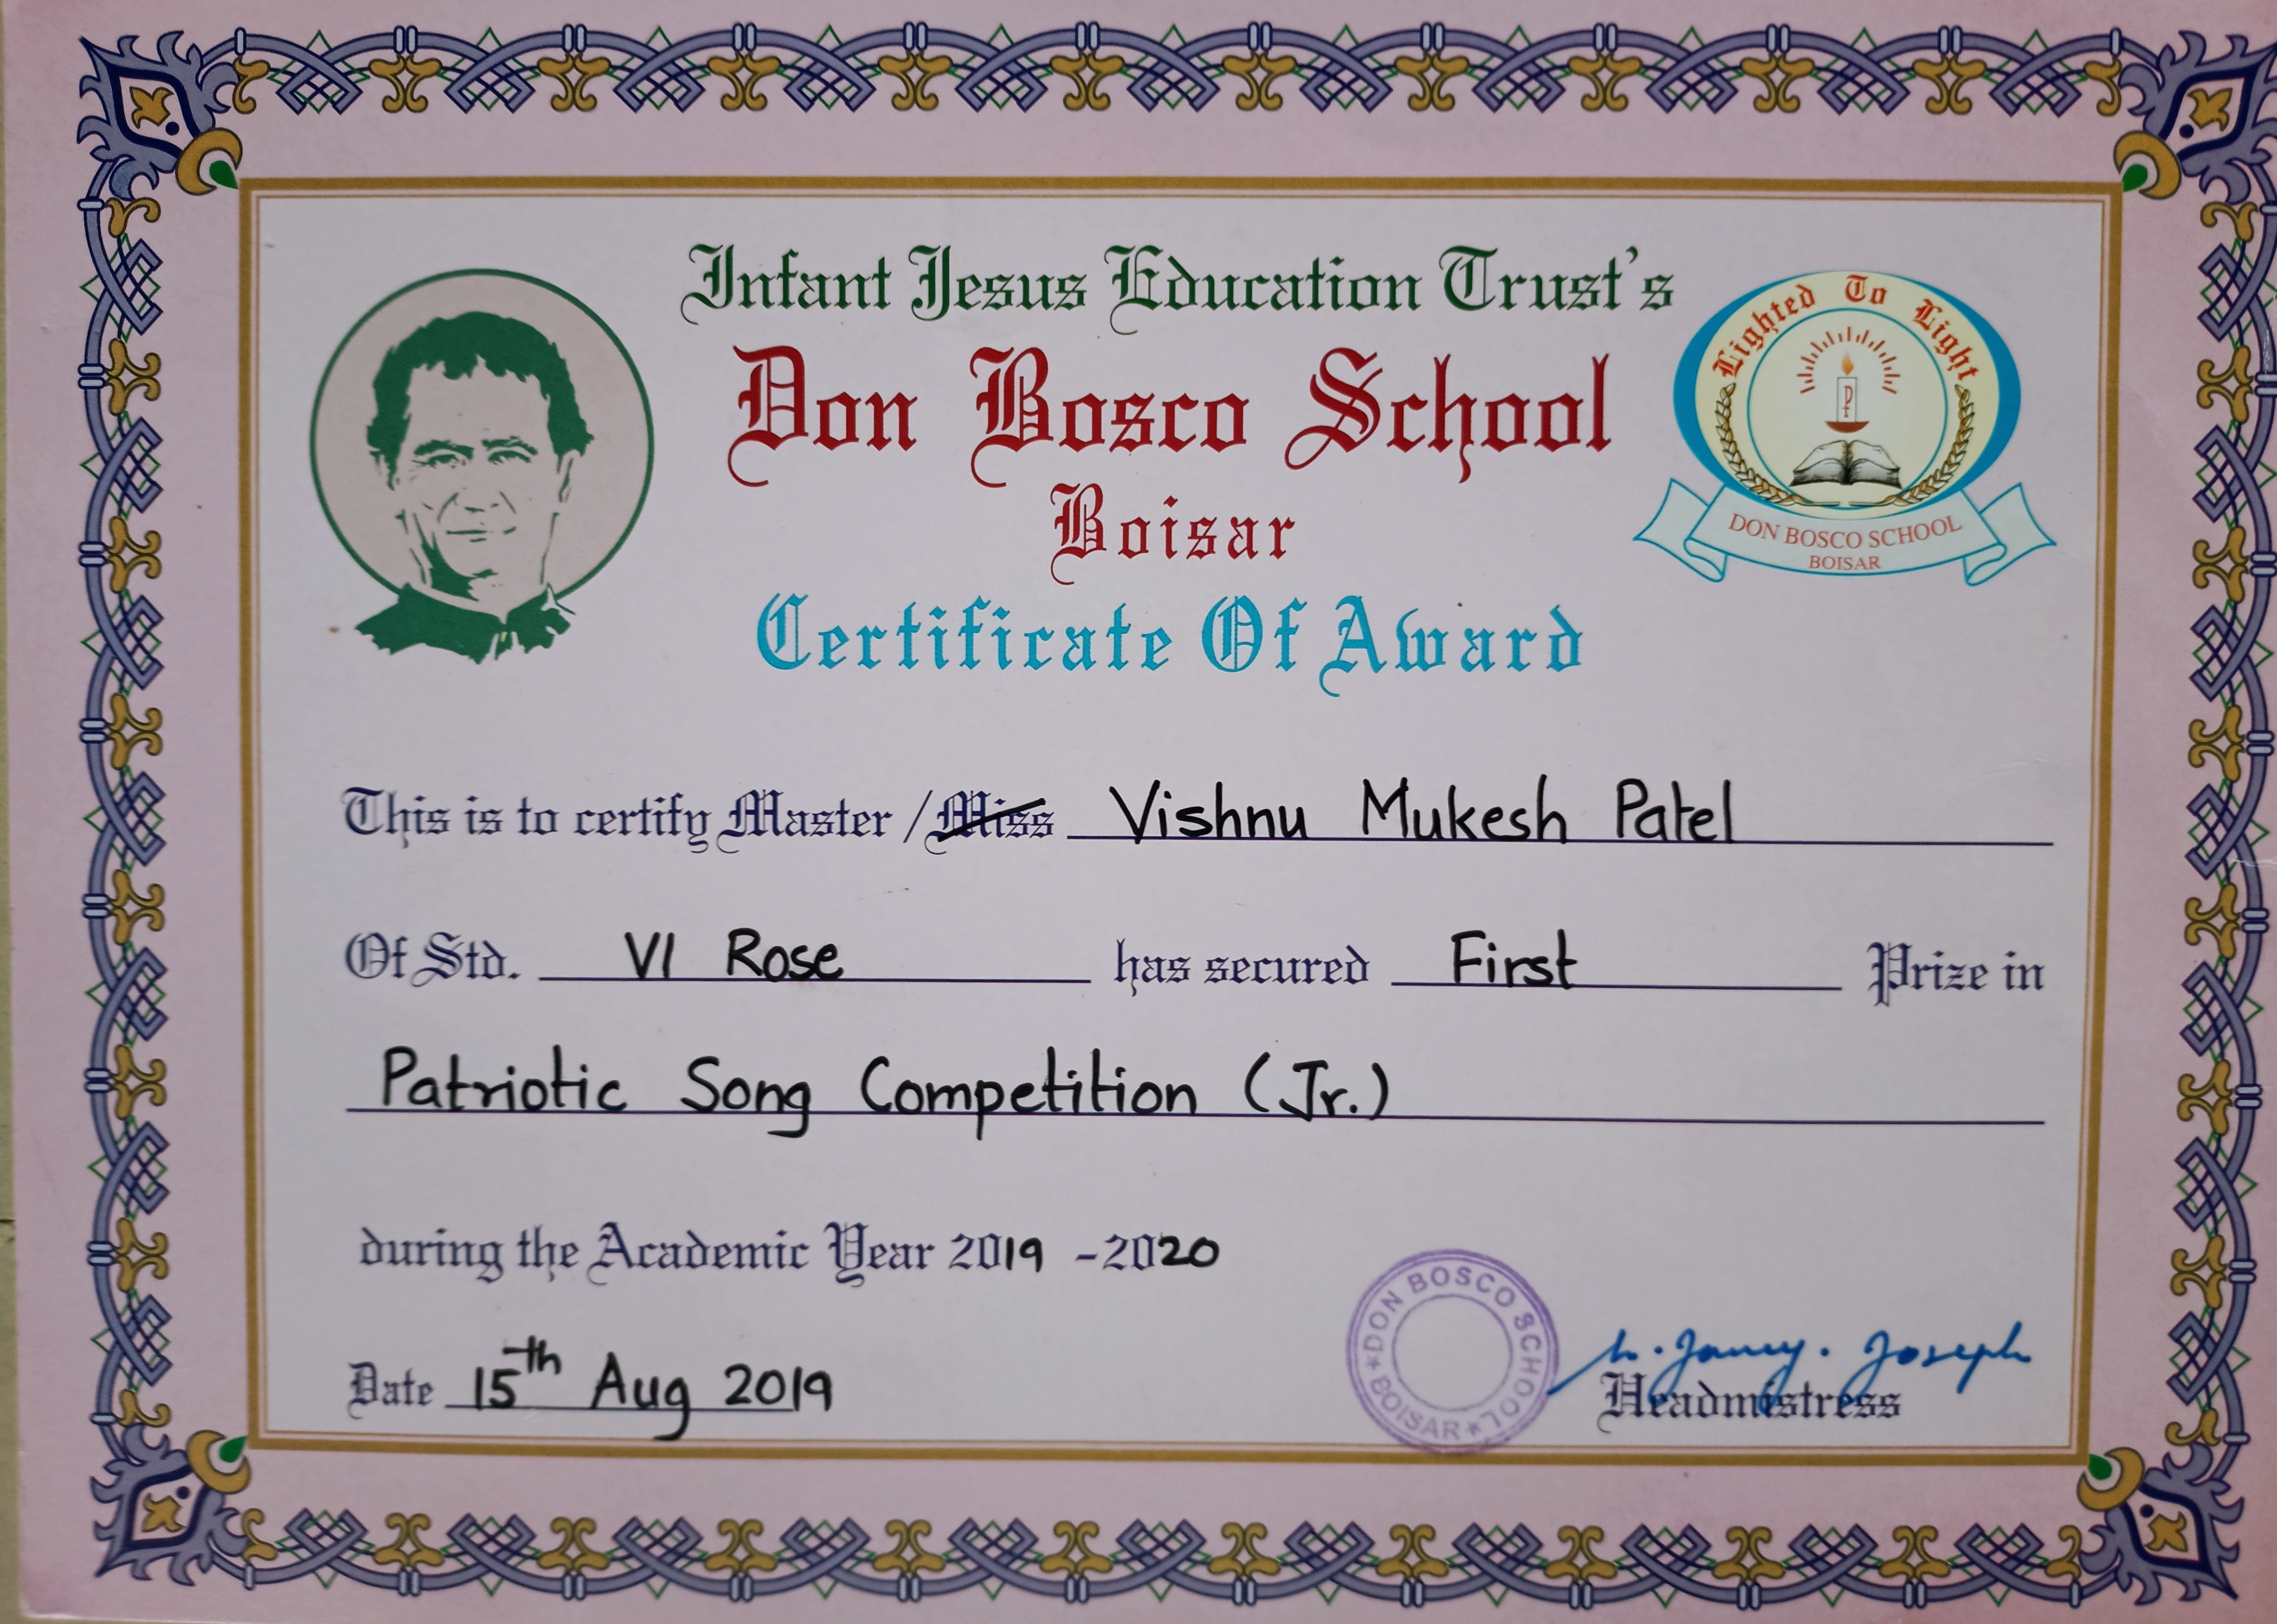 Infant Jesus Education Trust's
Don Bosco School
Boisar
Certificate Of Award
Lighted To Light
P
DON BOSCO SCHOOL
BOISAR
This is to certify Master / Miss Vishnu Mukesh Patel
Of Std. VI Rose has secured First Prize in
Patriotic Song Competition (Jr.)
during the Academic Year 2019 - 2020
Date 15th Aug 2019
DON BOSCO SCHOOL
* BOISAR *
Joseph
Headmistress